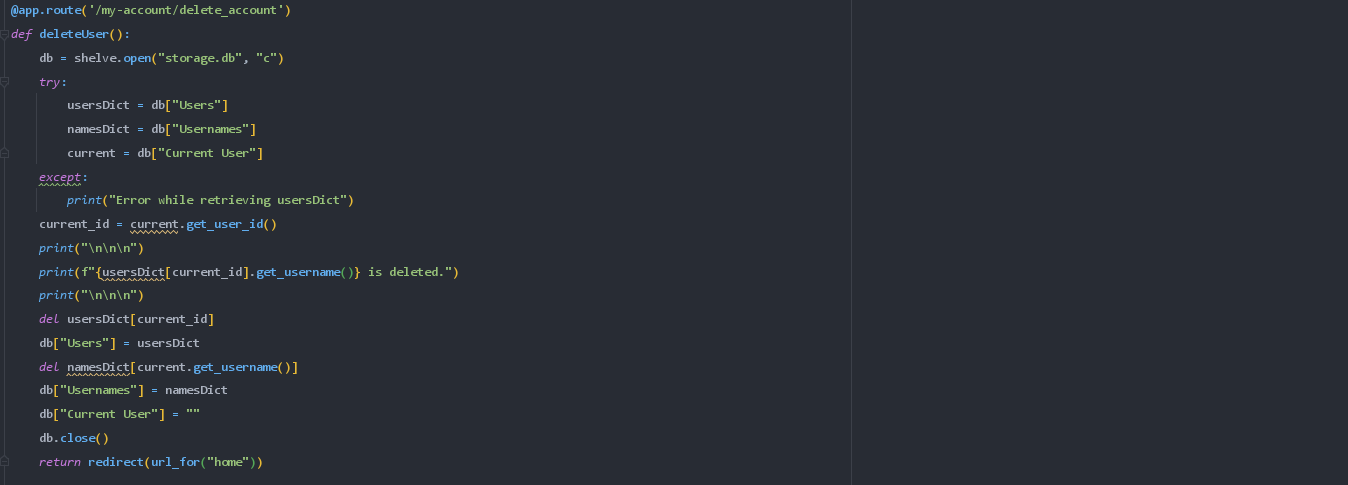 @app.route('/my-account/delete_account')
def deleteUser():
    db = shelve.open("storage.db", "c")
    try:
        usersDict = db["Users"]
        namesDict = db["Usernames"]
        current = db["Current User"]
    except:
        print("Error while retrieving usersDict")
    current_id = current.get_user_id()
    print("\n\n\n")
    print(f"{usersDict[current_id].get_username()} is deleted.")
    print("\n\n\n")
    del usersDict[current_id]
    db["Users"] = usersDict
    del namesDict[current.get_username()]
    db["Usernames"] = namesDict
    db["Current User"] = ""
    db.close()
    return redirect(url_for("home"))